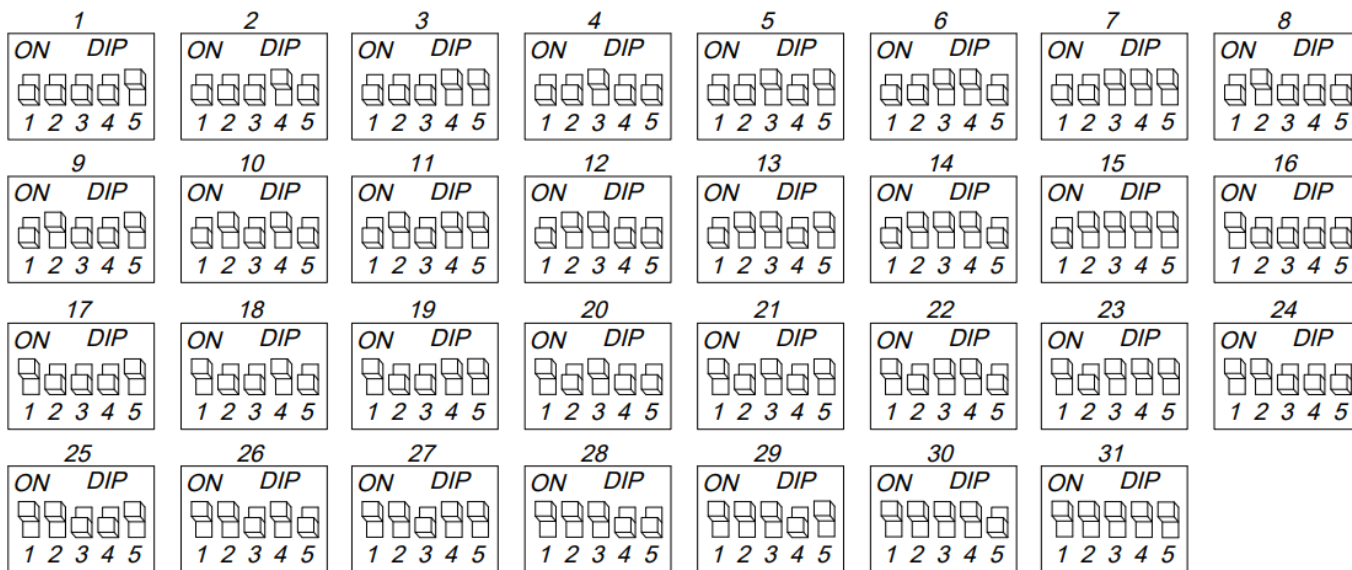 1 2 3 4 5 6 7 8
ON DIP ON DIP ON DIP ON DIP ON DIP ON DIP ON DIP ON DIP
1 2 3 4 5 1 2 3 4 5 1 2 3 4 5 1 2 3 4 5 1 2 3 4 5 1 2 3 4 5 1 2 3 4 5 1 2 3 4 5
9 10 11 12 13 14 15 16
ON DIP ON DIP ON DIP ON DIP ON DIP ON DIP ON DIP ON DIP
1 2 3 4 5 1 2 3 4 5 1 2 3 4 5 1 2 3 4 5 1 2 3 4 5 1 2 3 4 5 1 2 3 4 5 1 2 3 4 5
17 18 19 20 21 22 23 24
ON DIP ON DIP ON DIP ON DIP ON DIP ON DIP ON DIP ON DIP
1 2 3 4 5 1 2 3 4 5 1 2 3 4 5 1 2 3 4 5 1 2 3 4 5 1 2 3 4 5 1 2 3 4 5 1 2 3 4 5
25 26 27 28 29 30 31
ON DIP ON DIP ON DIP ON DIP ON DIP ON DIP ON DIP
1 2 3 4 5 1 2 3 4 5 1 2 3 4 5 1 2 3 4 5 1 2 3 4 5 1 2 3 4 5 1 2 3 4 5